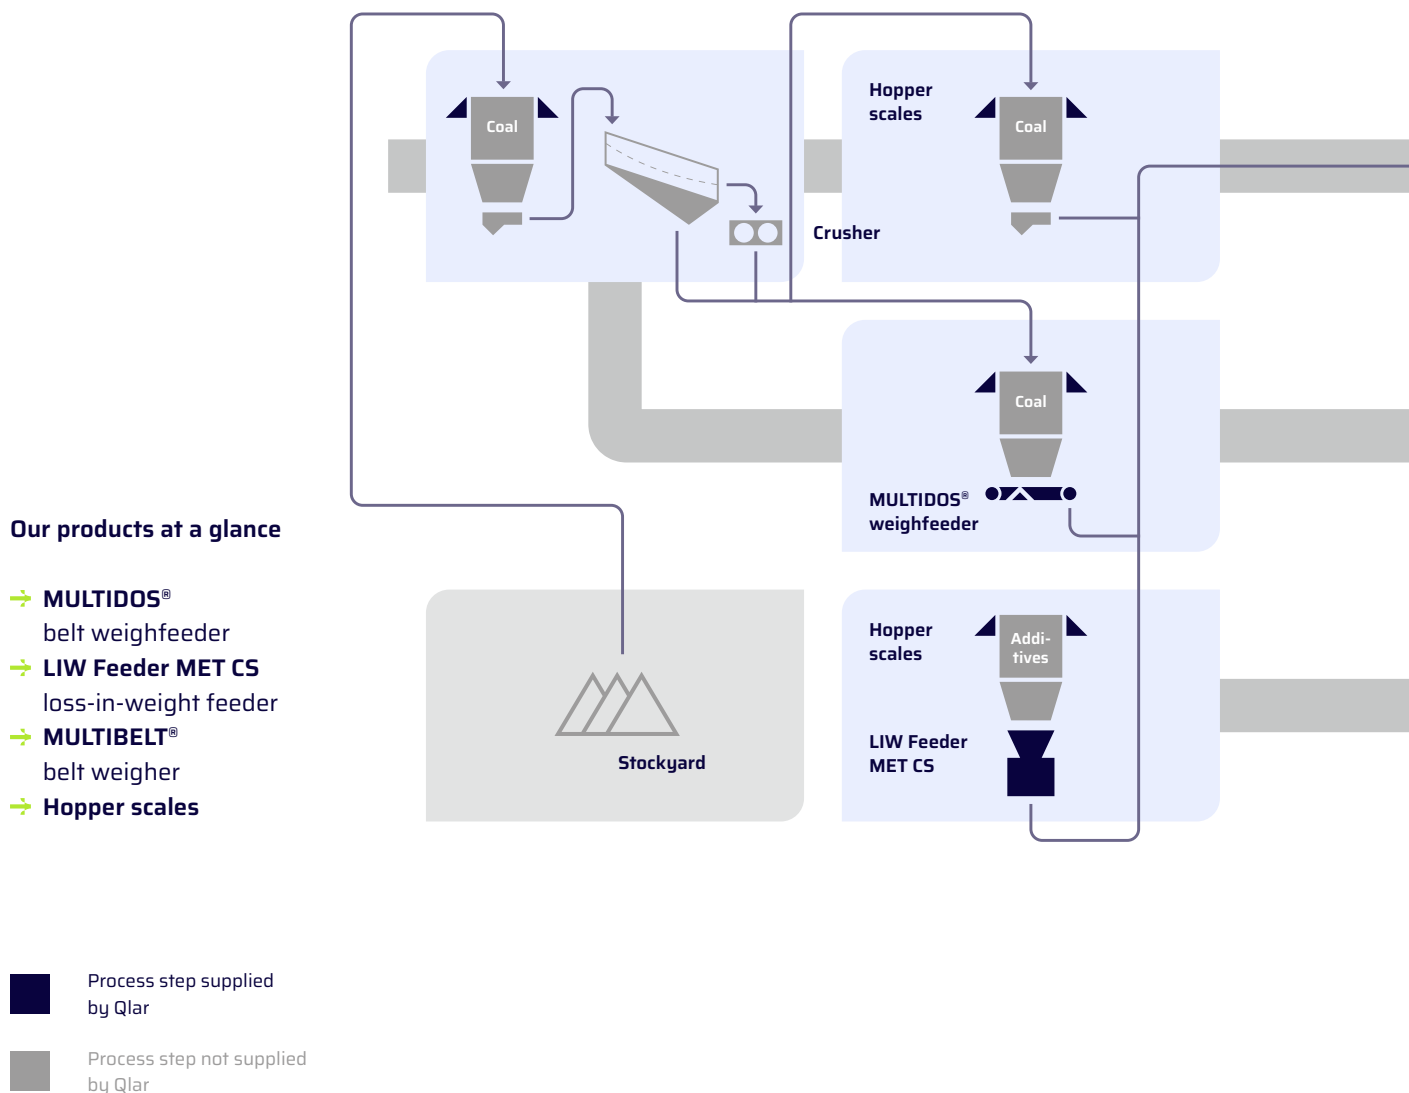 Coal
Crusher
Hopper
scales
Coal
Coal
MULTIDOS®
weighfeeder
Our products at a glance
MULTIDOS®
belt weighfeeder
LIW Feeder MET CS
loss-in-weight feeder
MULTIBELT®
belt weigher
Hopper scales
Stockyard
Hopper
scales
Addi-
tives
LIW Feeder
MET CS
Process step supplied
by Qlar
Process step not supplied
by Qlar